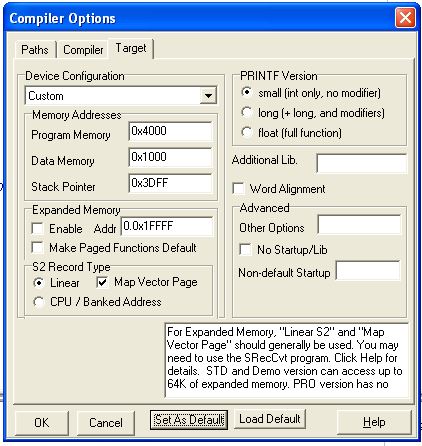 Compiler Options
Paths Compiler Target
Device Configuration
Custom
Memory Addresses
Program Memory 0x4000
Data Memory 0x1000
Stack Pointer 0x3DFF
Expanded Memory
Enable Addr 0.0x1FFFF
Make Paged Functions Default
S2 Record Type
Linear Map Vector Page
CPU / Banked Address
PRINTF Version
small (int only, no modifier)
long (+ long, and modifiers)
float (full function)
Additional Lib.
Word Alignment
Advanced
Other Options
No Startup/Lib
Non-default Startup
For Expanded Memory, "Linear S2" and "Map
Vector Page" should generally be used. You may
need to use the SRecCvt program. Click Help for
details. STD and Demo version can access up to
64K of expanded memory. PRO version has no
OK Cancel Set As Default Load Default Help